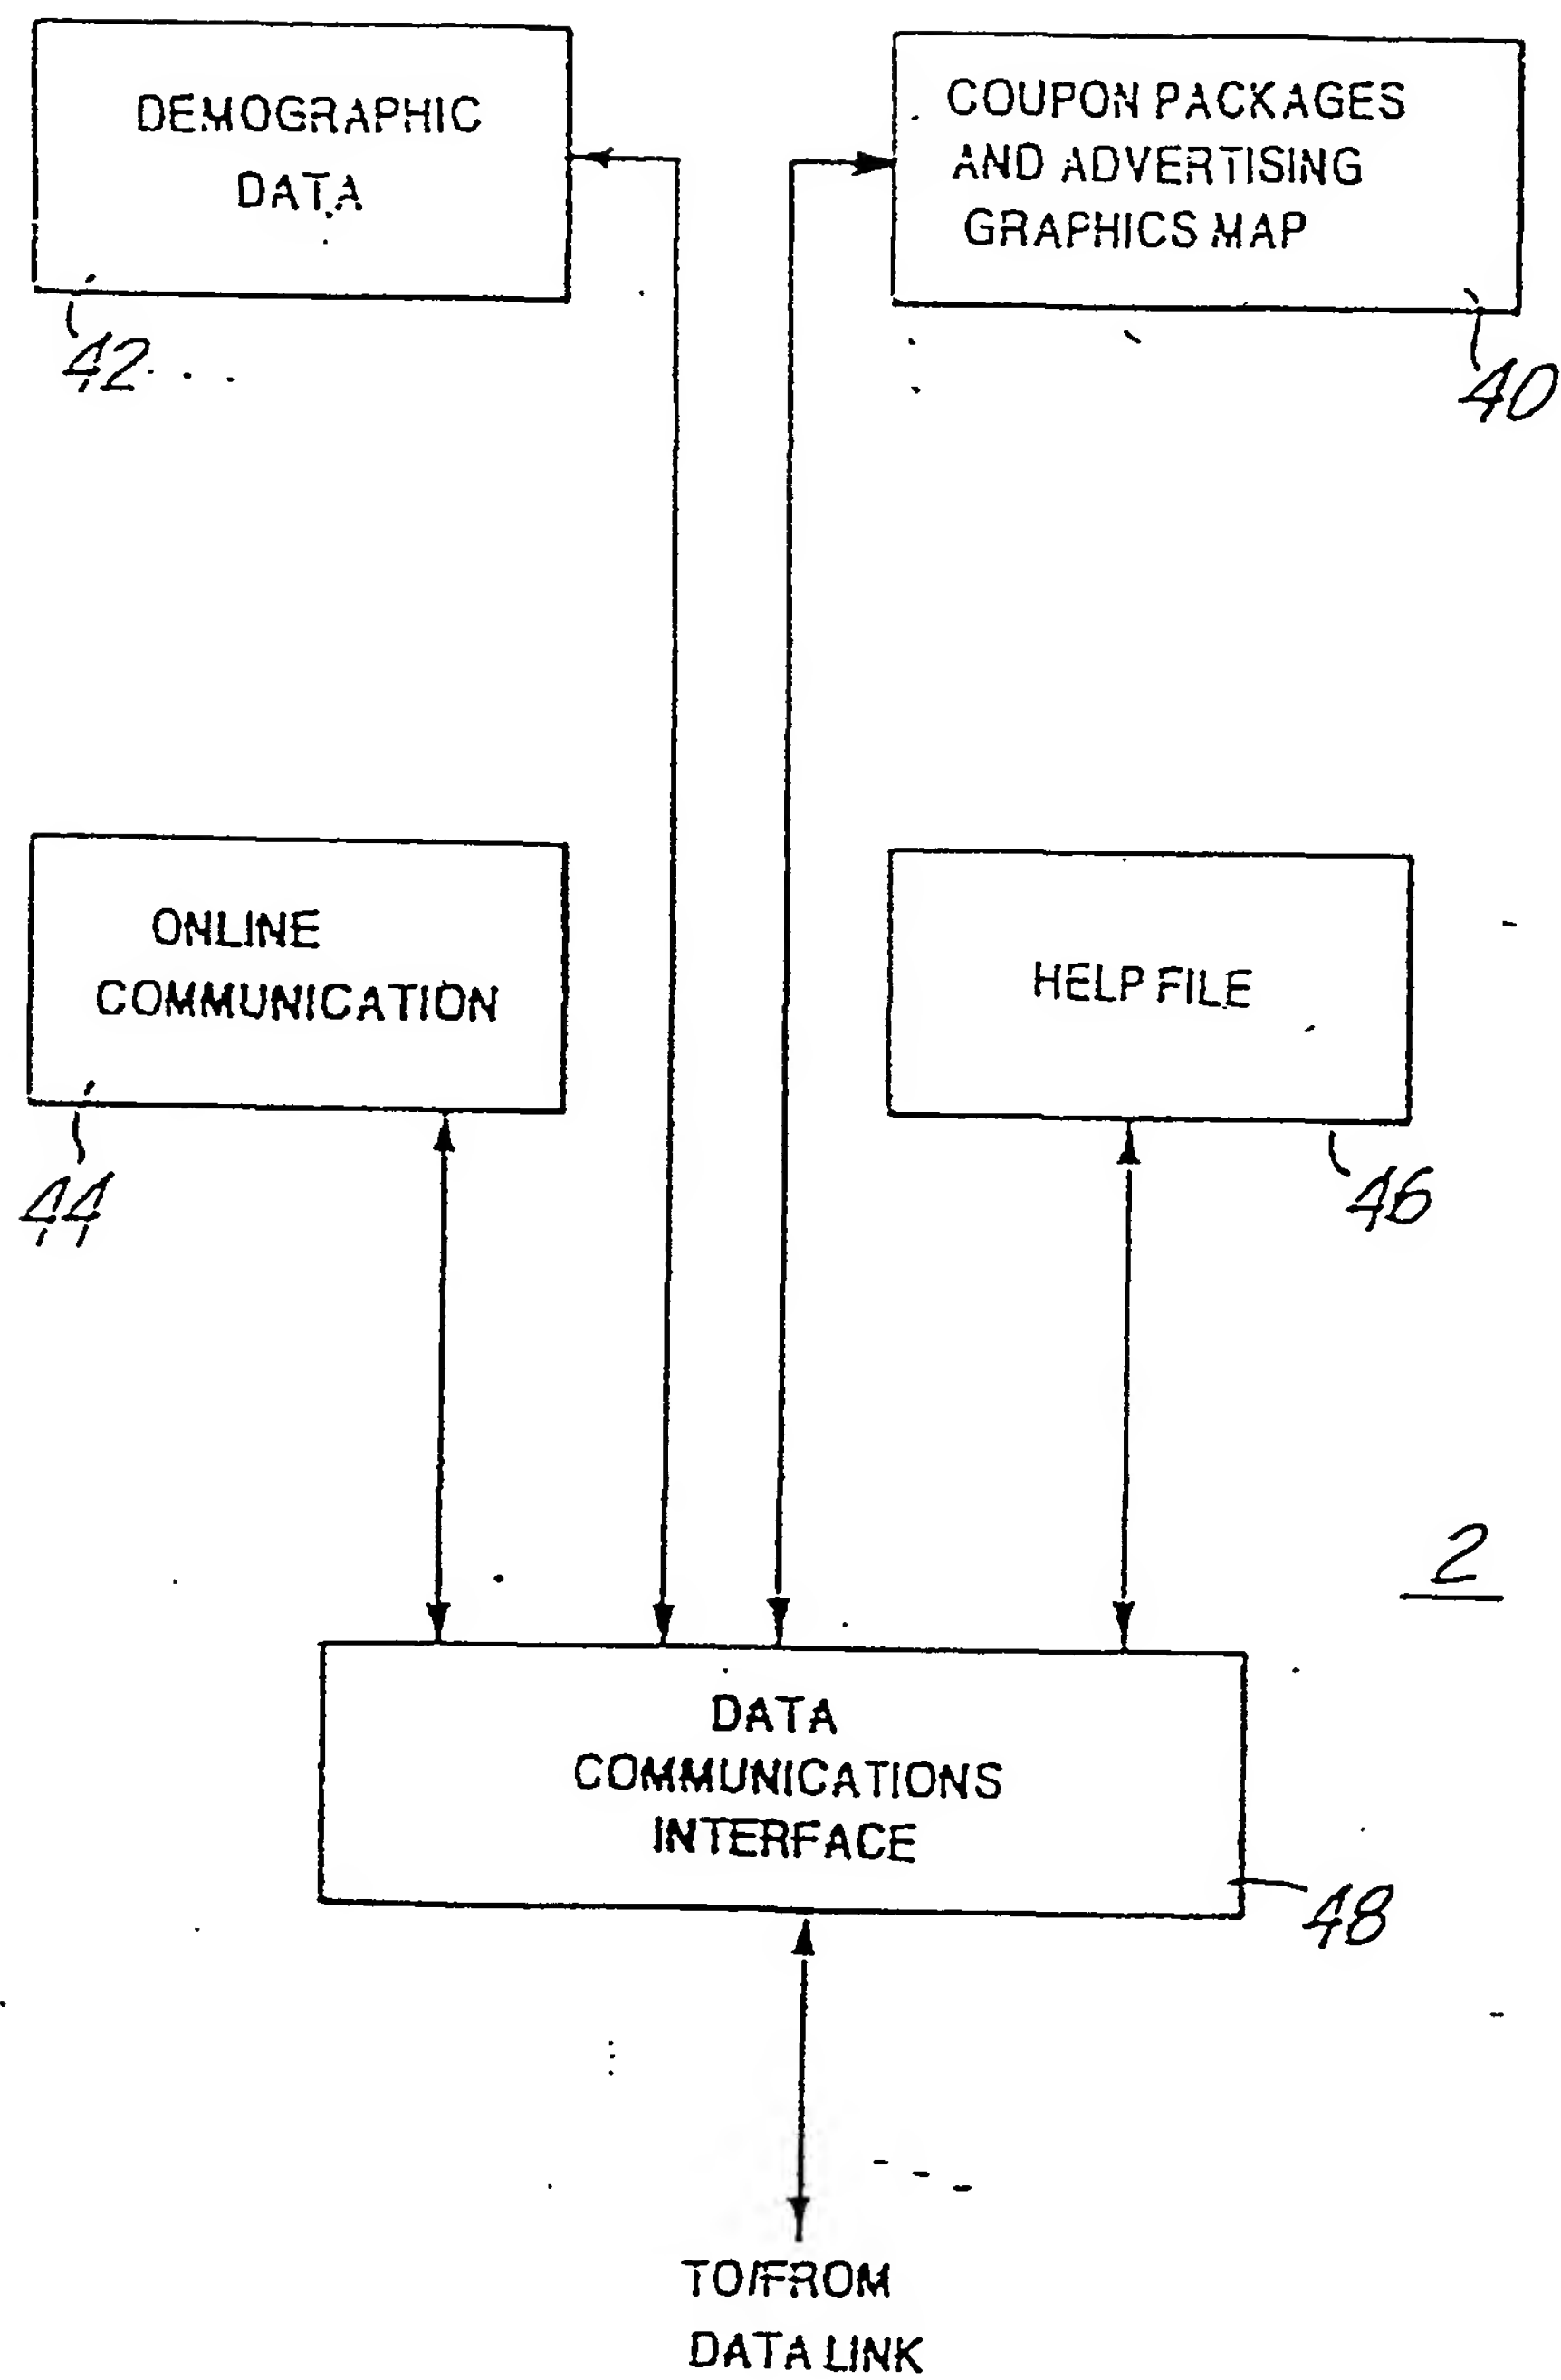 DEMOGRAPHIC
DATA
42
COUPON PACKAGES
AND ADVERTISING
GRAPHICS MAP
40
ONLINE
COMMUNICATION
44
HELP FILE
46
2
DATA
COMMUNICATIONS
INTERFACE
48
TO/FROM
DATA LINK